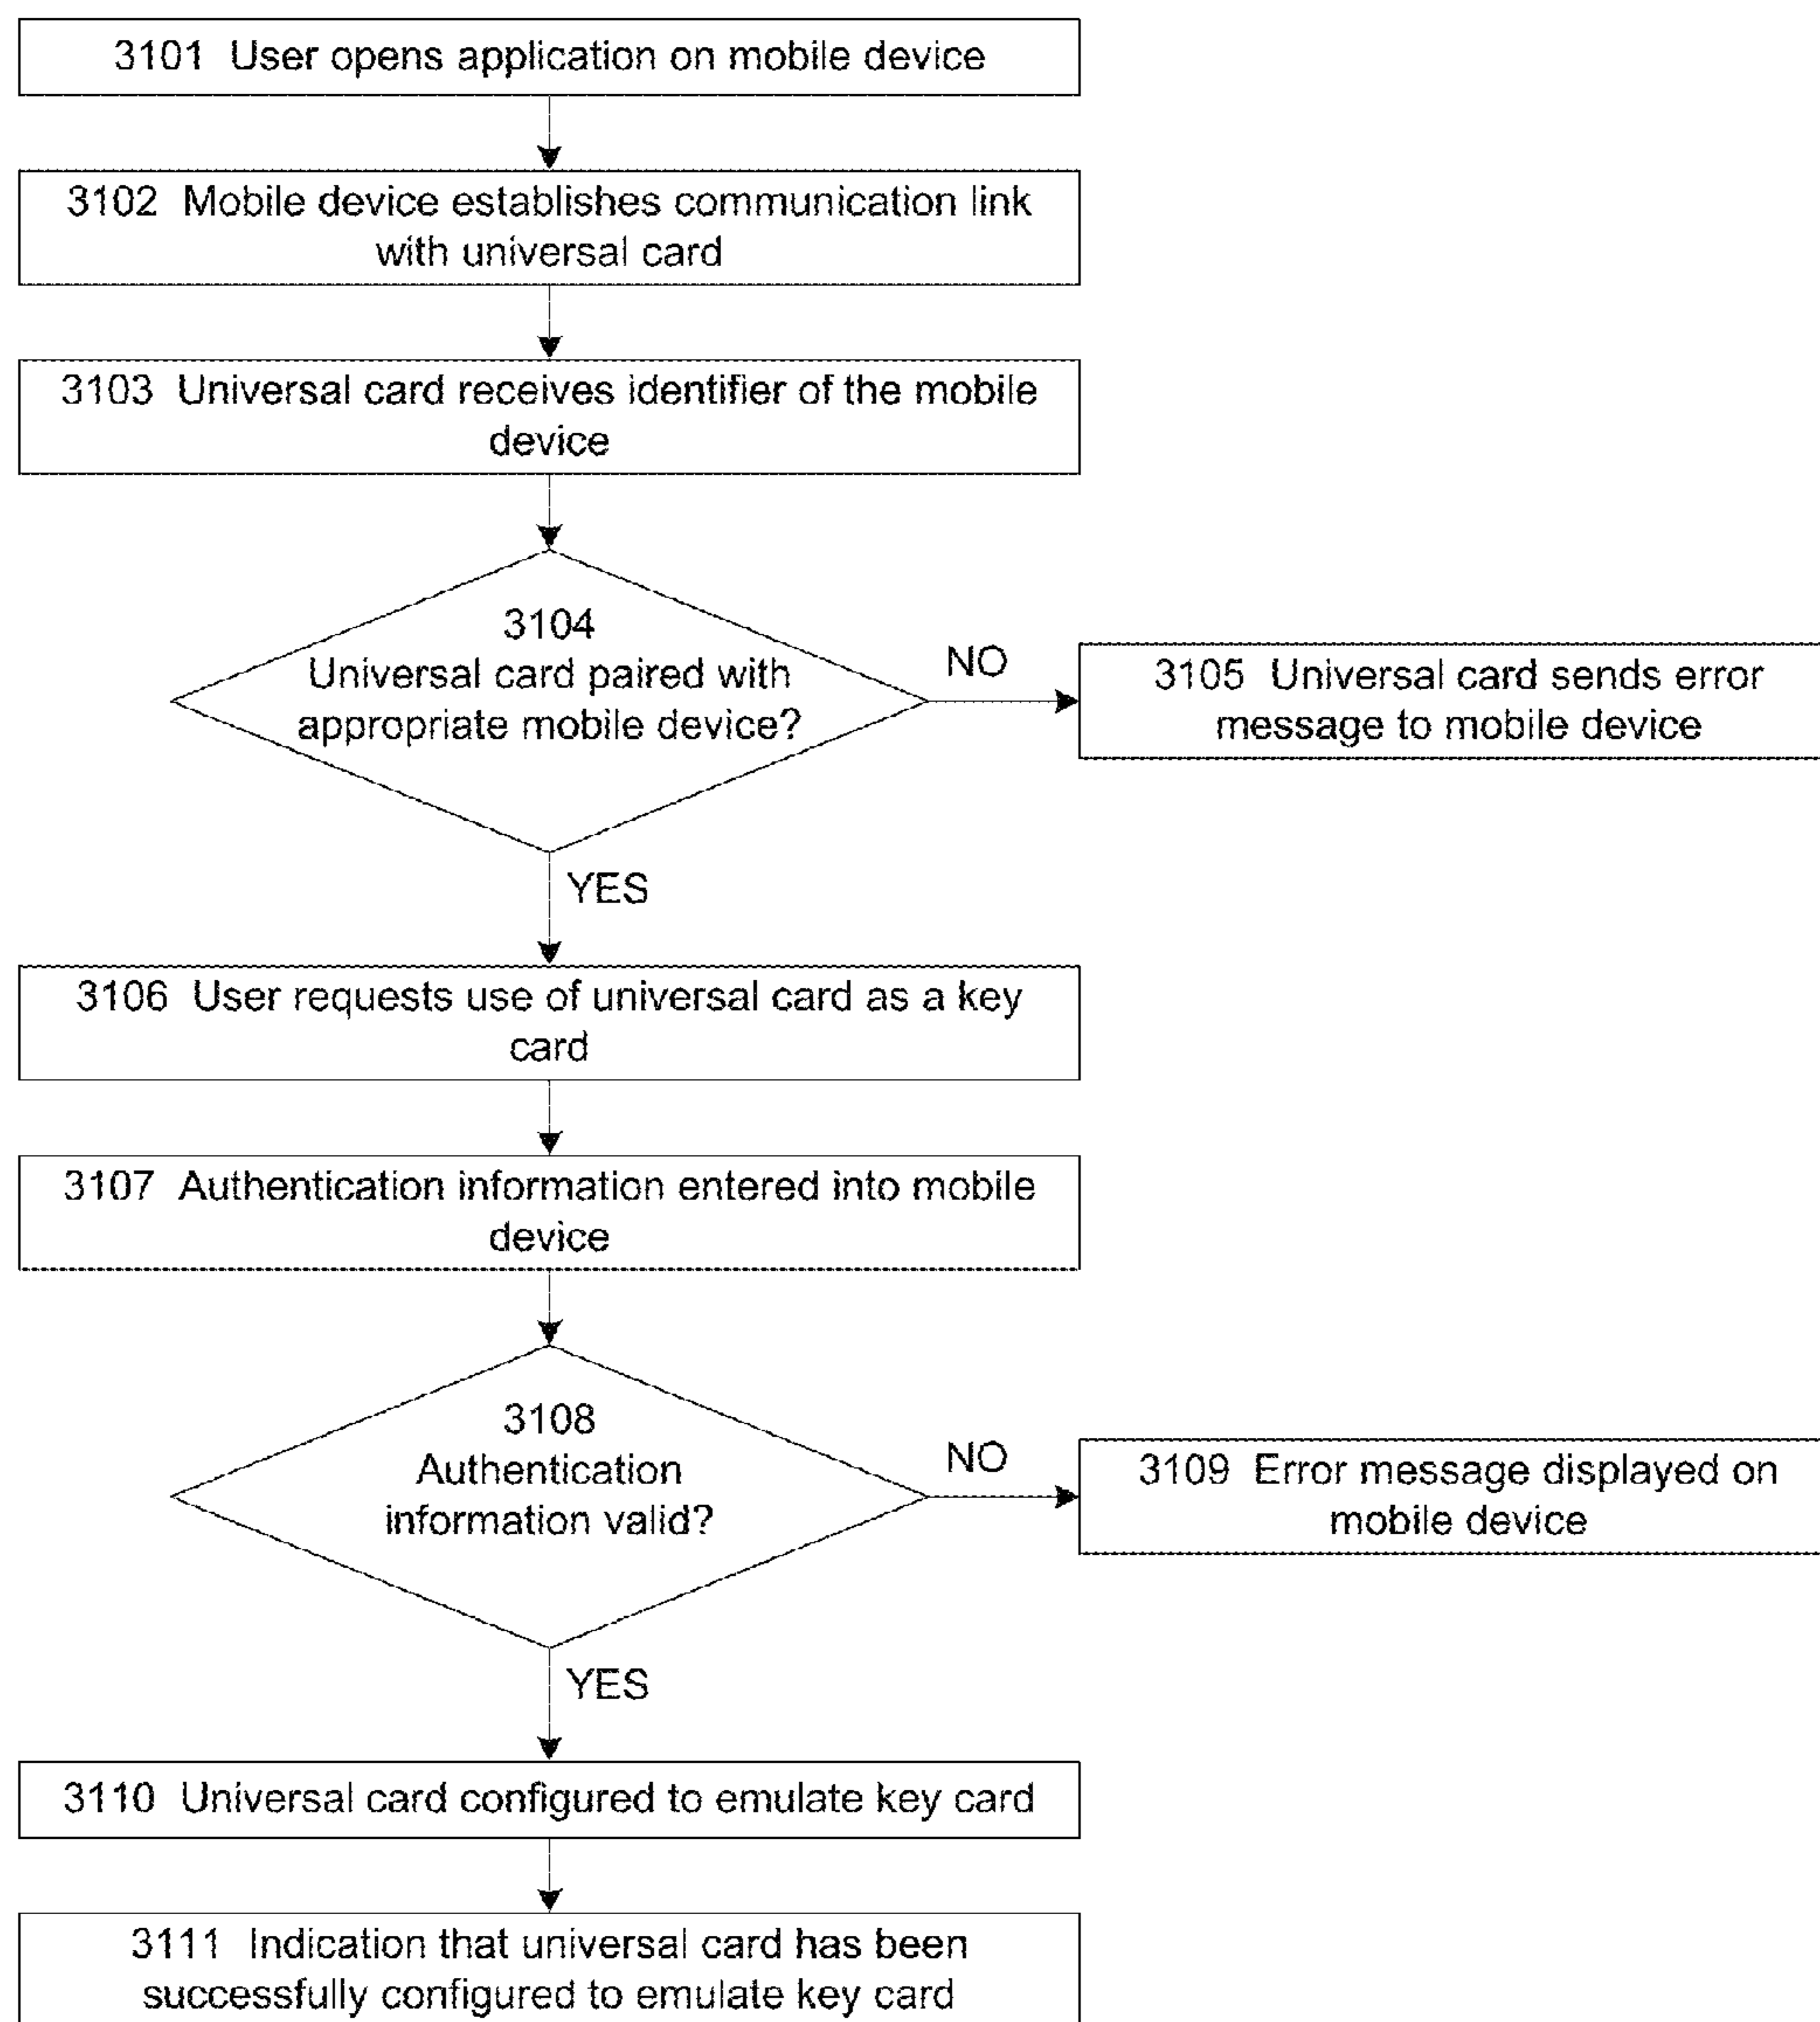 3101 User opens application on mobile device
3102 Mobile device establishes communication link
with universal card
3103 Universal card receives identifier of the mobile
device
3104
Universal card paired with
appropriate mobile device?
NO
3105 Universal card sends error
message to mobile device
YES
3106 User requests use of universal card as a key
card
3107 Authentication information entered into mobile
device
3108
Authentication
information valid?
NO
3109 Error message displayed on
mobile device
YES
3110 Universal card configured to emulate key card
3111 Indication that universal card has been
successfully configured to emulate key card